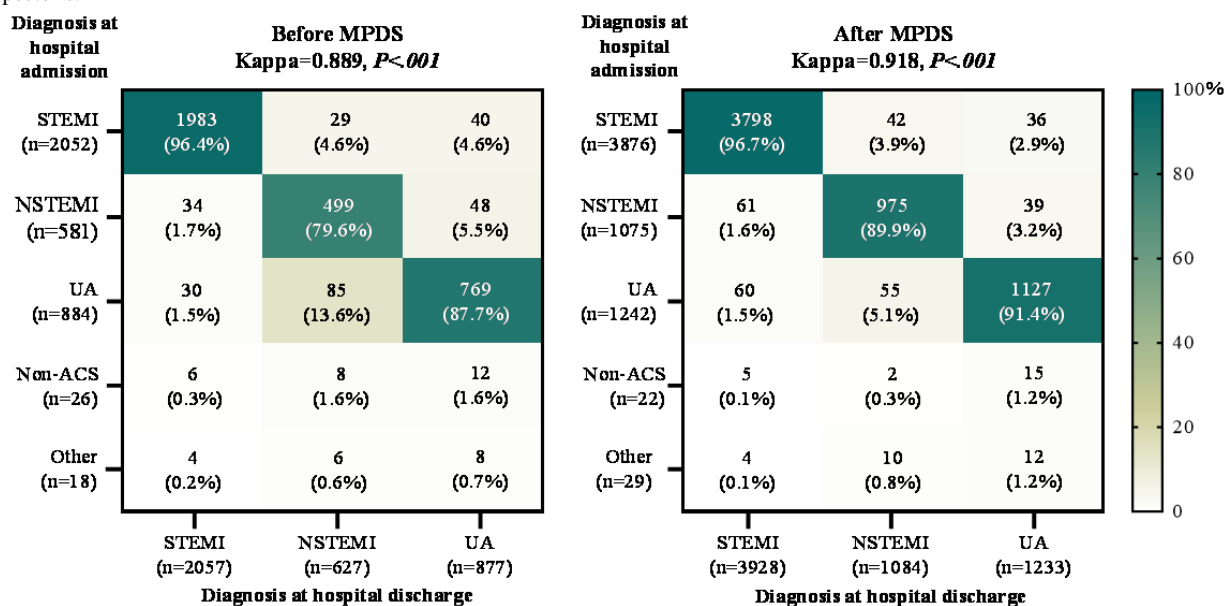 Diagnosis at
hospital
admission
Before MPDS
Kappa=0.889, P<.001
STEMI
(n=2052)
1983
(96.4%)
29
(4.6%)
40
(4.6%)
NSTEMI
(n=581)
34
(1.7%)
499
(79.6%)
48
(5.5%)
UA
(n=884)
30
(1.5%)
85
(13.6%)
769
(87.7%)
Non-ACS
(n=26)
6
(0.3%)
8
(1.6%)
12
(1.6%)
Other
(n=18)
4
(0.2%)
6
(0.6%)
8
(0.7%)
STEMI
(n=2057)
NSTEMI
(n=627)
UA
(n=877)
Diagnosis at hospital discharge
Diagnosis at
hospital
admission
After MPDS
Kappa=0.918, P<.001
STEMI
(n=3876)
3798
(96.7%)
42
(3.9%)
36
(2.9%)
NSTEMI
(n=1075)
61
(1.6%)
975
(89.9%)
39
(3.2%)
UA
(n=1242)
60
(1.5%)
55
(5.1%)
1127
(91.4%)
Non-ACS
(n=22)
5
(0.1%)
2
(0.3%)
15
(1.2%)
Other
(n=29)
4
(0.1%)
10
(0.8%)
12
(1.2%)
STEMI
(n=3928)
NSTEMI
(n=1084)
UA
(n=1233)
Diagnosis at hospital discharge
100%
80
60
40
20
0